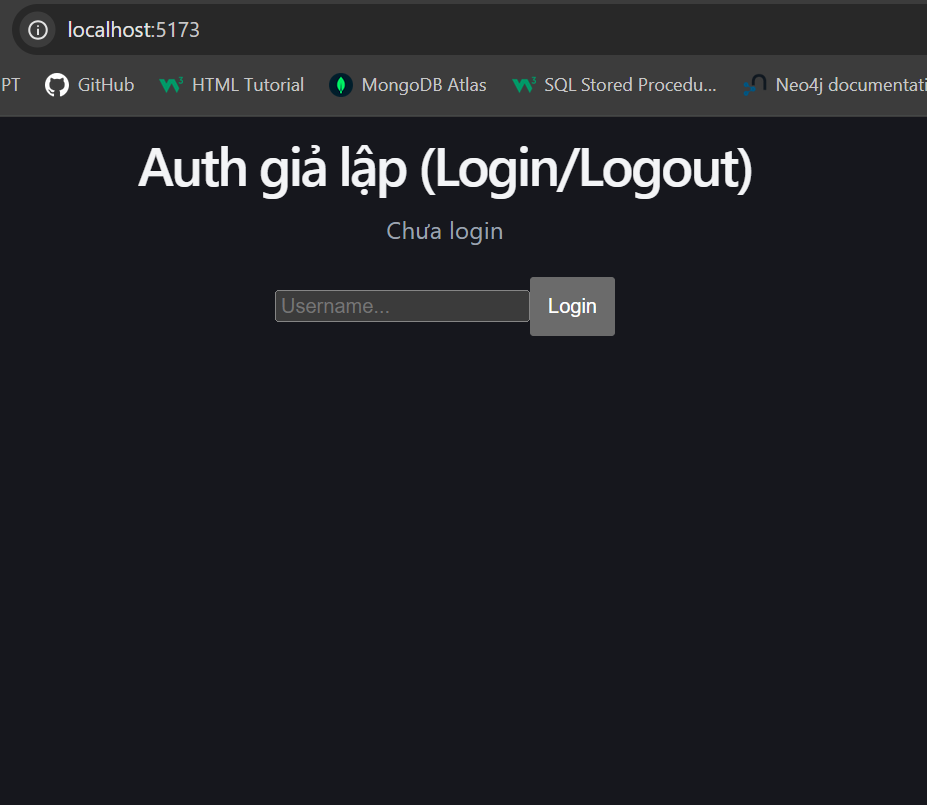 localhost:5173
PT GitHub HTML Tutorial MongoDB Atlas SQL Stored Procedu... Neo4j documentati
Auth giả lập (Login/Logout)
Chưa login
Username... Login